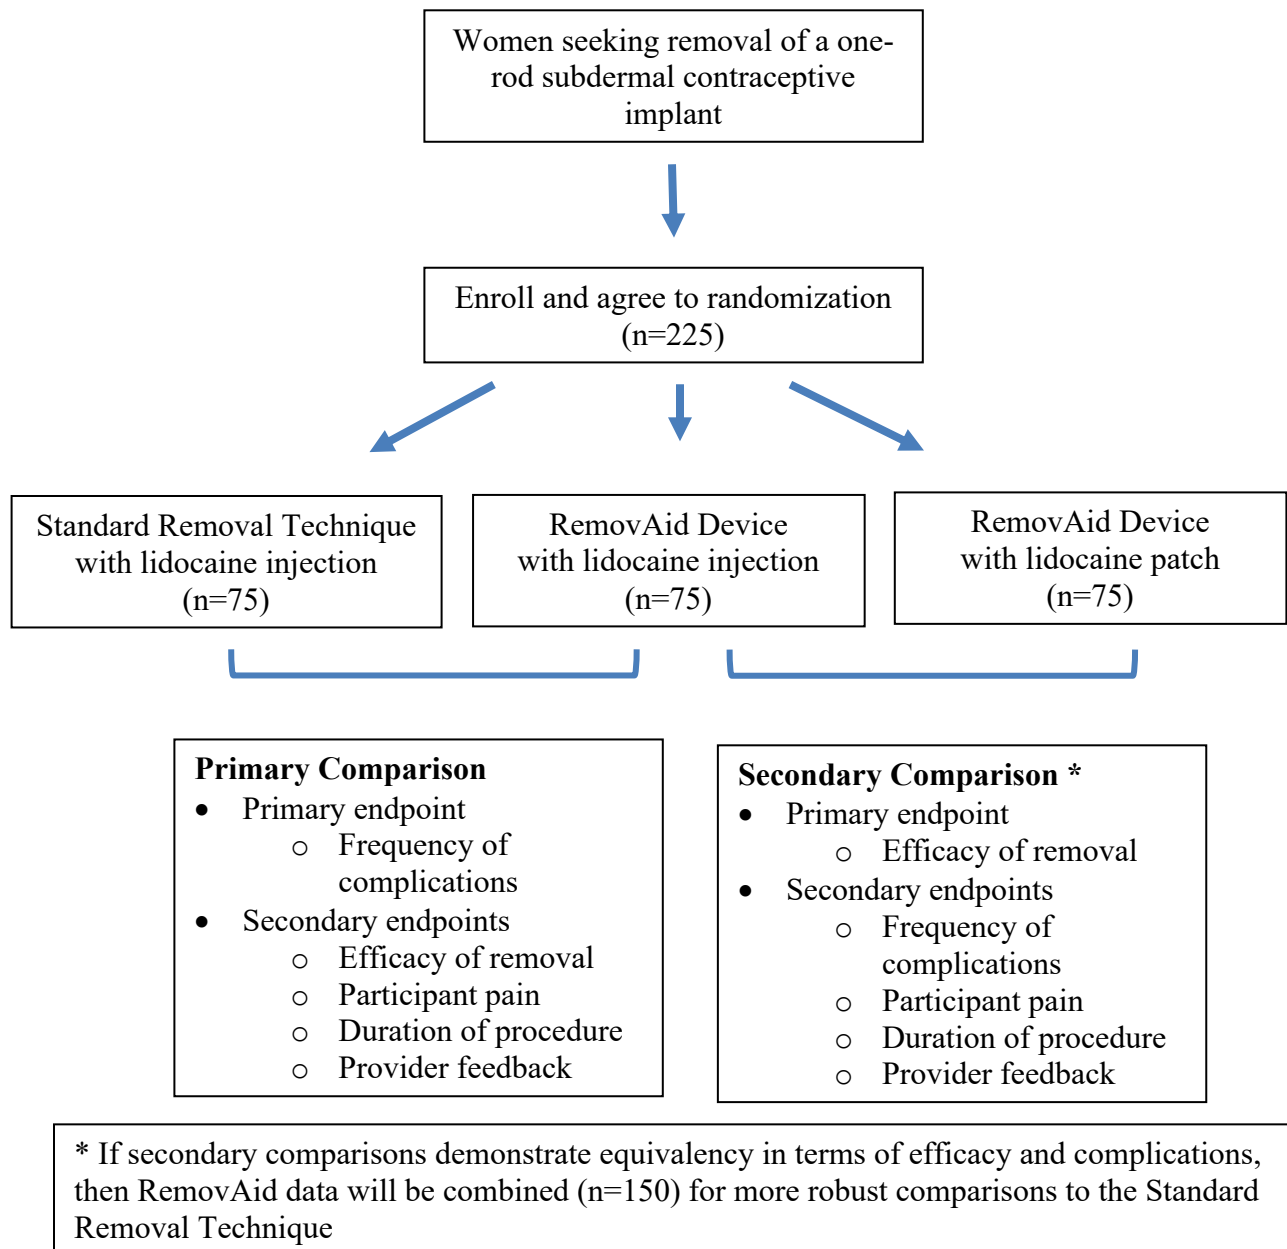 Women seeking removal of a one-
rod subdermal contraceptive
implant
Enroll and agree to randomization
(n=225)
Standard Removal Technique
with lidocaine injection
(n=75)
RemovAid Device
with lidocaine injection
(n=75)
RemovAid Device
with lidocaine patch
(n=75)
Primary Comparison
• Primary endpoint
o Frequency of
complications
• Secondary endpoints
o Efficacy of removal
o Participant pain
o Duration of procedure
o Provider feedback
Secondary Comparison *
• Primary endpoint
o Efficacy of removal
• Secondary endpoints
o Frequency of
complications
o Participant pain
o Duration of procedure
o Provider feedback
* If secondary comparisons demonstrate equivalency in terms of efficacy and complications,
then RemovAid data will be combined (n=150) for more robust comparisons to the Standard
Removal Technique